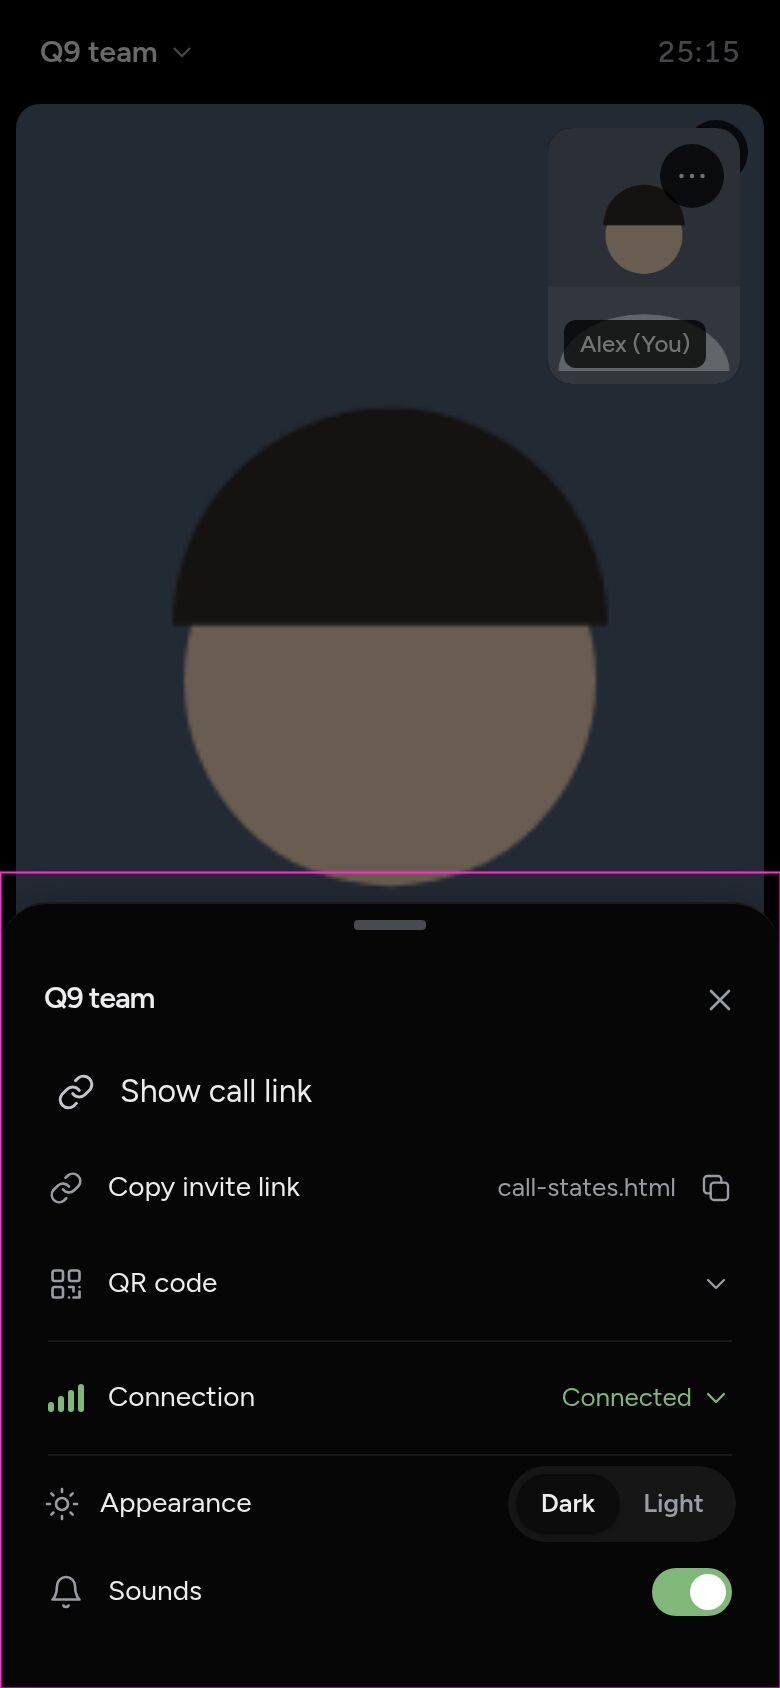 Q9 team
25:15
Alex (You)
Q9 team
Show call link
Copy invite link call-states.html
QR code
Connection Connected
Appearance Dark Light
Sounds